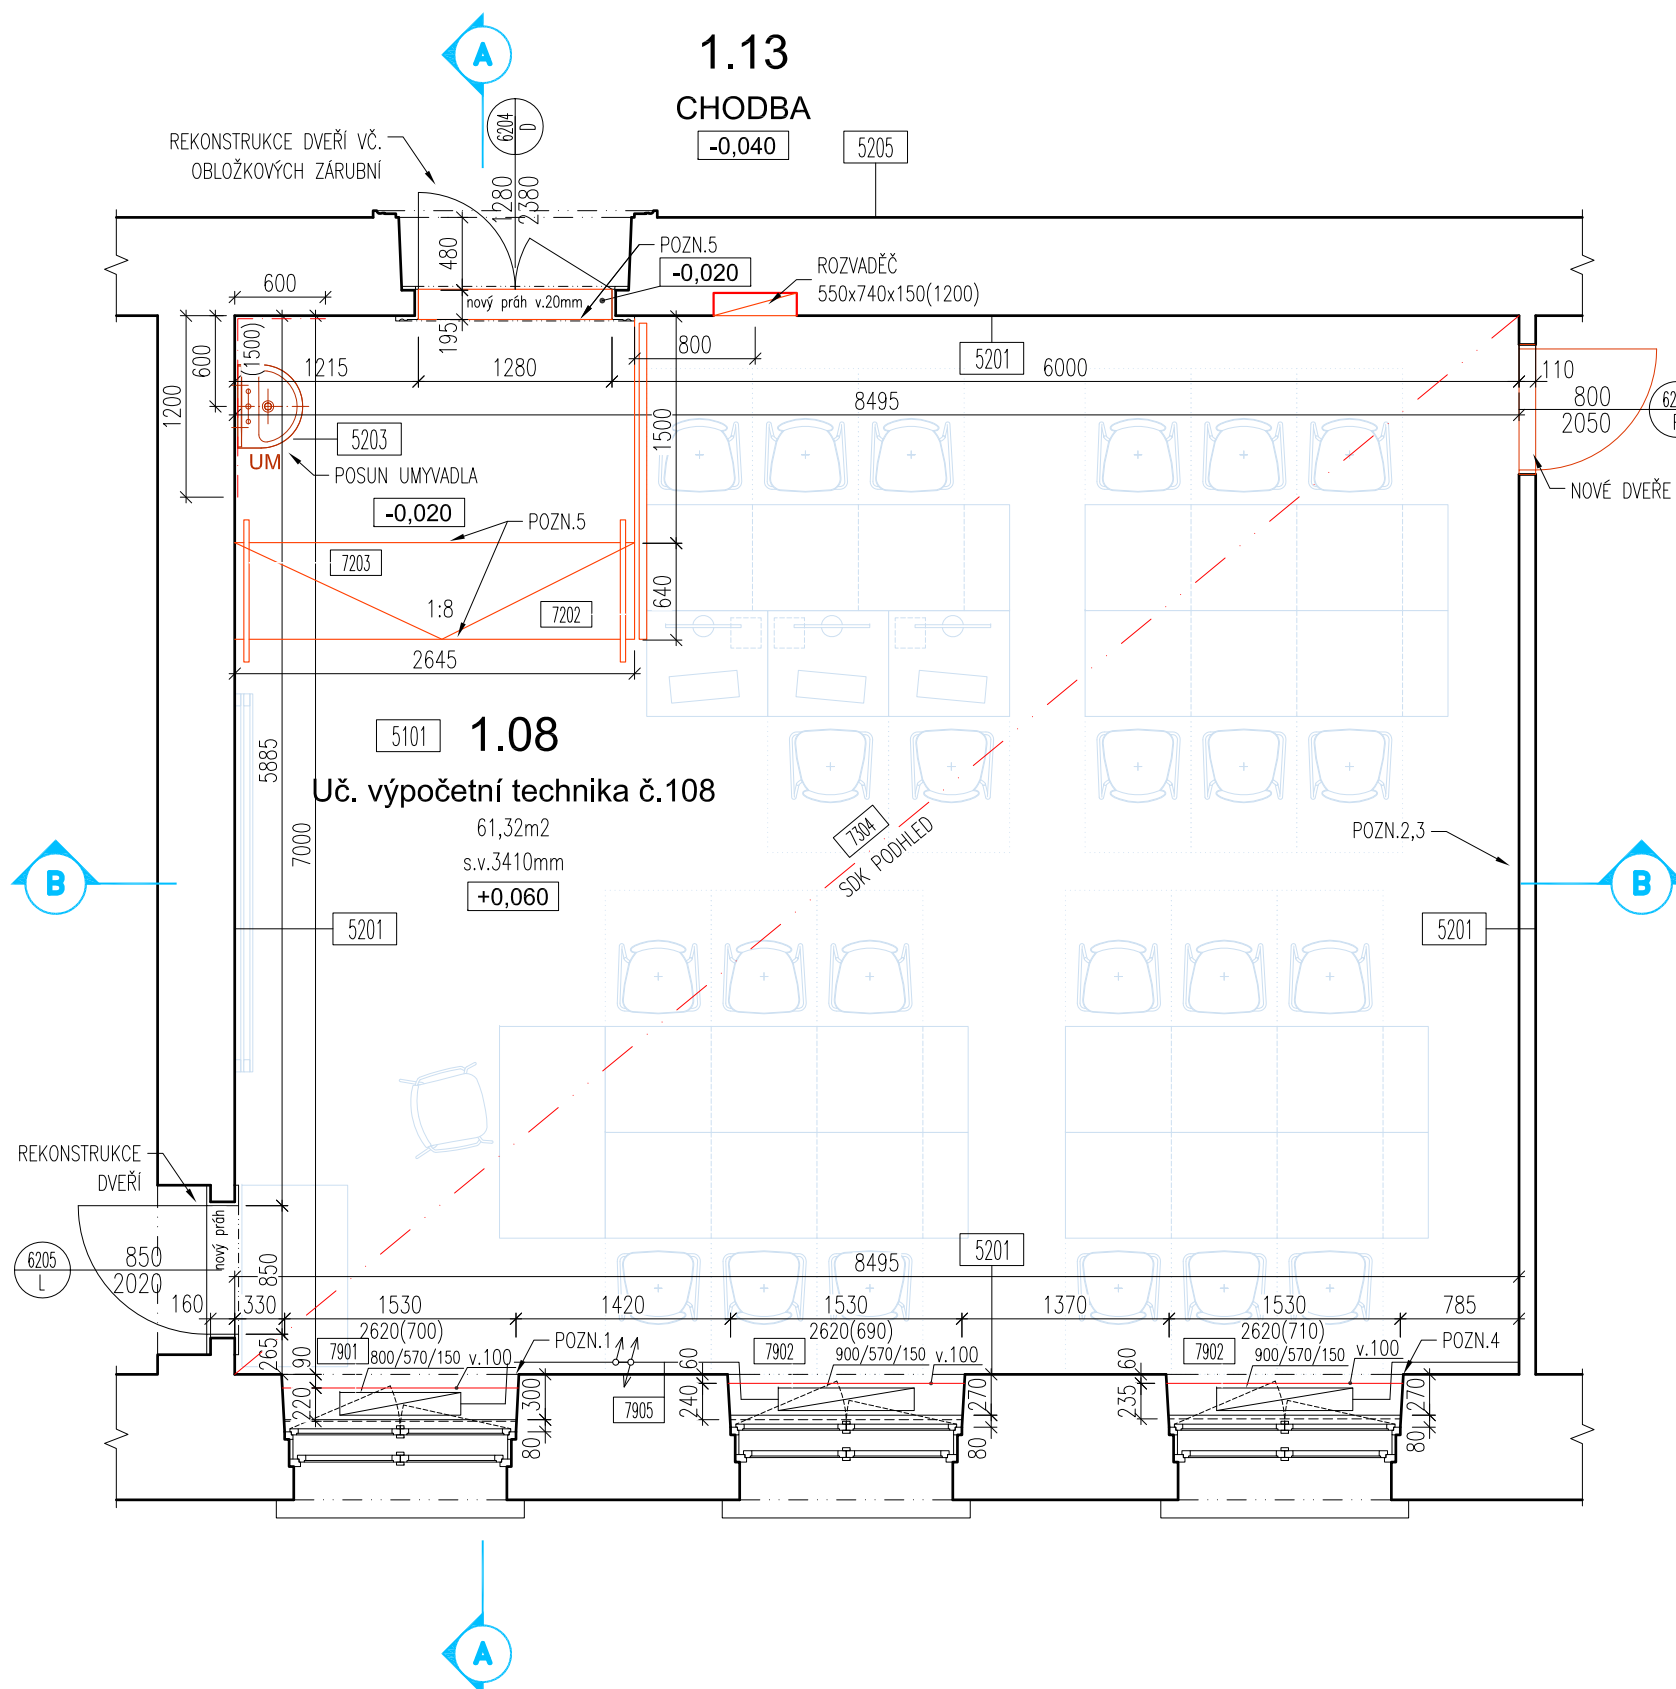 A
1.13
CHODBA
-0,040
6204
D
5205
REKONSTRUKCE DVEŘÍ VČ.
OBLOŽKOVÝCH ZÁRUBNÍ
1280
2380
480
POZN.5
-0,020
ROZVADĚČ
550x740x150(1200)
nový práh v.20mm
195
600
600
(1500)
1200
1215
1280
800
5201
6000
110
8495
800
2050
1500
5203
UM
POSUN UMYVADLA
NOVÉ DVEŘE
-0,020
POZN.5
7203
1:8
7202
640
2645
5101
1.08
Uč. výpočetní technika č.108
61,32m2
s.v.3410mm
+0,060
5885
7000
7304
SDK PODHLED
POZN.2,3
B
B
5201
5201
REKONSTRUKCE
DVEŘÍ
nový práh
6205
L
850
2020
850
5201
8495
160
330
1530
1420
1530
1370
1530
785
2620(700)
2620(690)
2620(710)
7901
800/570/150
v.100
POZN.1
7902
900/570/150
v.100
7902
900/570/150
v.100
POZN.4
265
90
220
300
80
7905
60
240
270
80
60
235
270
80
A